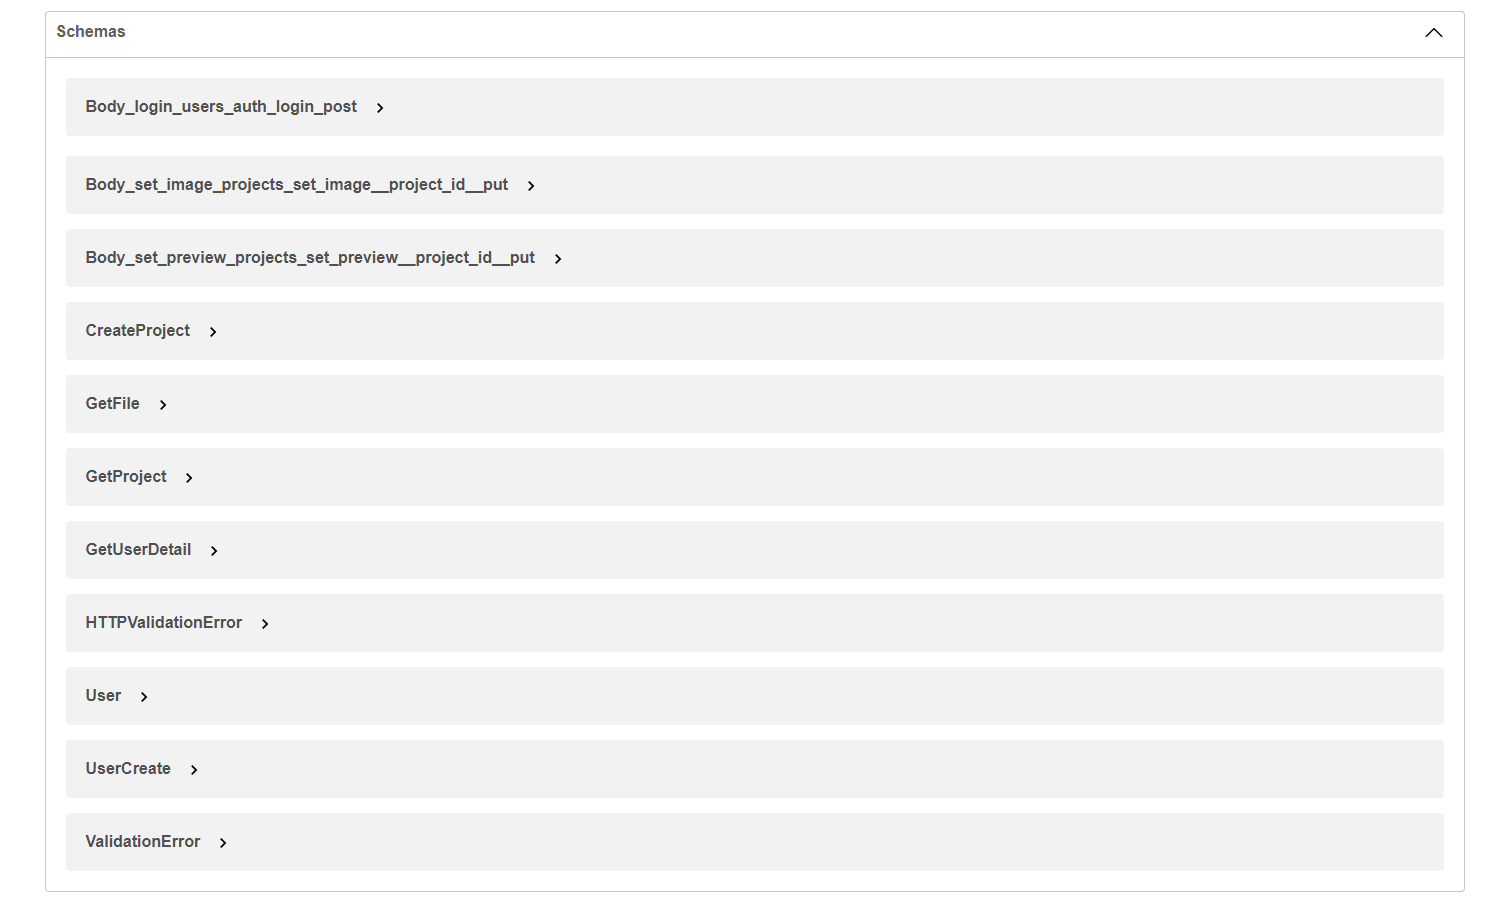 Schemas
Body_login_users_auth_login_post
Body_set_image_projects_set_image__project_id__put
Body_set_preview_projects_set_preview__project_id__put
CreateProject
GetFile
GetProject
GetUserDetail
HTTPValidationError
User
UserCreate
ValidationError